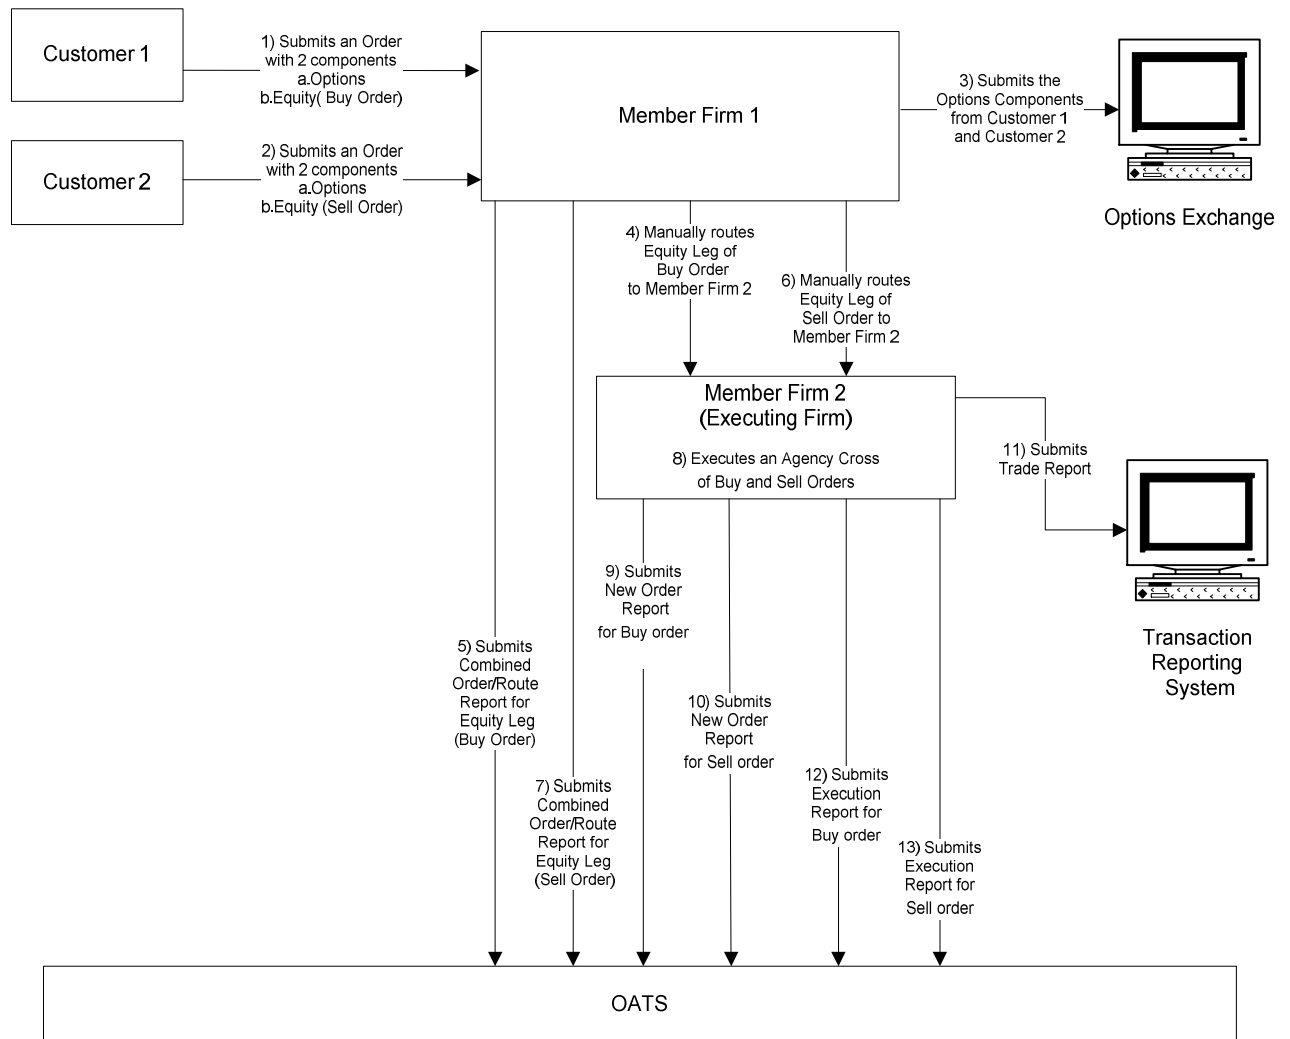 Customer 1
1) Submits an Order
with 2 components
a.Options
b.Equity( Buy Order)
Customer 2
2) Submits an Order
with 2 components
a.Options
b.Equity (Sell Order)
Member Firm 1
3) Submits the
Options Components
from Customer 1
and Customer 2
Options Exchange
4) Manually routes
Equity Leg of
Buy Order
to Member Firm 2
6) Manually routes
Equity Leg of
Sell Order to
Member Firm 2
Member Firm 2
(Executing Firm)
8) Executes an Agency Cross
of Buy and Sell Orders
11) Submits
Trade Report
Transaction
Reporting
System
5) Submits
Combined
Order/Route
Report for
Equity Leg
(Buy Order)
7) Submits
Combined
Order/Route
Report for
Equity Leg
(Sell Order)
9) Submits
New Order
Report
for Buy order
10) Submits
New Order
Report
for Sell order
12) Submits
Execution
Report for
Buy order
13) Submits
Execution
Report for
Sell order
OATS